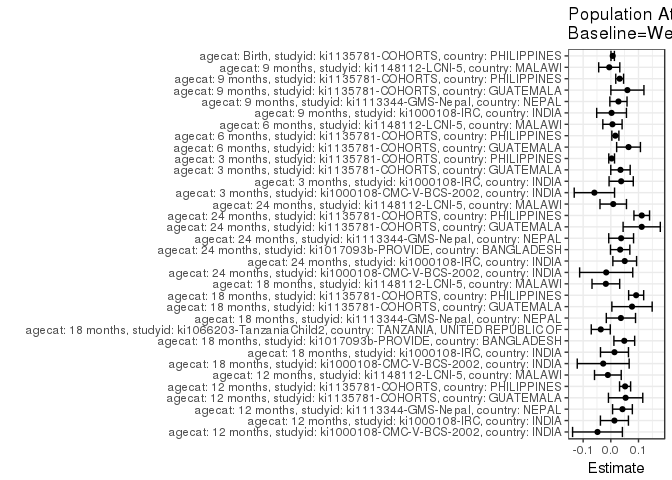 Population At
Baseline=We
agecat: Birth, studyid: ki1135781-COHORTS, country: PHILIPPINES
agecat: 9 months, studyid: ki1148112-LCNI-5, country: MALAWI
agecat: 9 months, studyid: ki1135781-COHORTS, country: PHILIPPINES
agecat: 9 months, studyid: ki1135781-COHORTS, country: GUATEMALA
agecat: 9 months, studyid: ki1113344-GMS-Nepal, country: NEPAL
agecat: 9 months, studyid: ki1000108-IRC, country: INDIA
agecat: 6 months, studyid: ki1148112-LCNI-5, country: MALAWI
agecat: 6 months, studyid: ki1135781-COHORTS, country: PHILIPPINES
agecat: 6 months, studyid: ki1135781-COHORTS, country: GUATEMALA
agecat: 3 months, studyid: ki1135781-COHORTS, country: PHILIPPINES
agecat: 3 months, studyid: ki1135781-COHORTS, country: GUATEMALA
agecat: 3 months, studyid: ki1000108-IRC, country: INDIA
agecat: 3 months, studyid: ki1000108-CMC-V-BCS-2002, country: INDIA
agecat: 24 months, studyid: ki1148112-LCNI-5, country: MALAWI
agecat: 24 months, studyid: ki1135781-COHORTS, country: PHILIPPINES
agecat: 24 months, studyid: ki1135781-COHORTS, country: GUATEMALA
agecat: 24 months, studyid: ki1113344-GMS-Nepal, country: NEPAL
agecat: 24 months, studyid: ki1017093b-PROVIDE, country: BANGLADESH
agecat: 24 months, studyid: ki1000108-IRC, country: INDIA
agecat: 24 months, studyid: ki1000108-CMC-V-BCS-2002, country: INDIA
agecat: 18 months, studyid: ki1148112-LCNI-5, country: MALAWI
agecat: 18 months, studyid: ki1135781-COHORTS, country: PHILIPPINES
agecat: 18 months, studyid: ki1135781-COHORTS, country: GUATEMALA
agecat: 18 months, studyid: ki1113344-GMS-Nepal, country: NEPAL
agecat: 18 months, studyid: ki1066203-TanzaniaChild2, country: TANZANIA, UNITED REPUBLIC OF
agecat: 18 months, studyid: ki1017093b-PROVIDE, country: BANGLADESH
agecat: 18 months, studyid: ki1000108-IRC, country: INDIA
agecat: 18 months, studyid: ki1000108-CMC-V-BCS-2002, country: INDIA
agecat: 12 months, studyid: ki1148112-LCNI-5, country: MALAWI
agecat: 12 months, studyid: ki1135781-COHORTS, country: PHILIPPINES
agecat: 12 months, studyid: ki1135781-COHORTS, country: GUATEMALA
agecat: 12 months, studyid: ki1113344-GMS-Nepal, country: NEPAL
agecat: 12 months, studyid: ki1000108-IRC, country: INDIA
agecat: 12 months, studyid: ki1000108-CMC-V-BCS-2002, country: INDIA
-0.1 0.0 0.1
Estimate